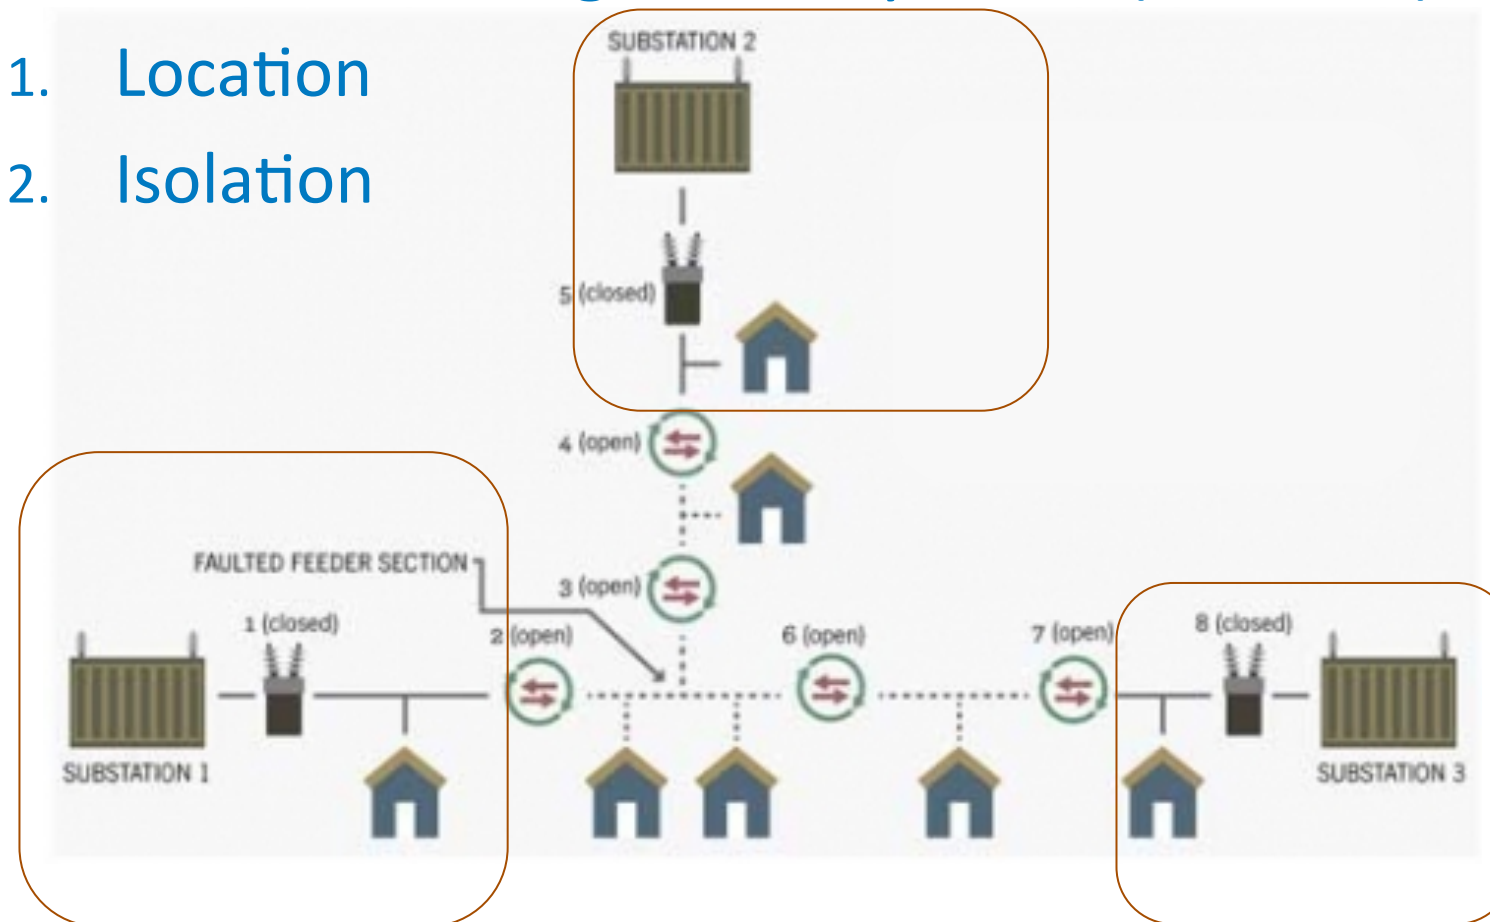 1. Location
2. Isolation
SUBSTATION 2
5 (closed)
4 (open)
FAULTED FEEDER SECTION
3 (open)
1 (closed)
2 (open)
6 (open)
7 (open)
8 (closed)
SUBSTATION 1
SUBSTATION 3